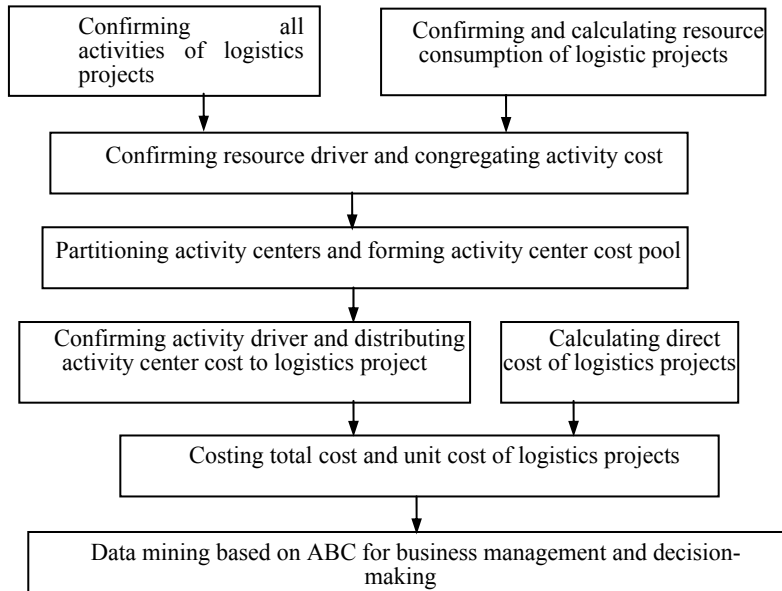 Confirming all
activities of logistics
projects
Confirming and calculating resource
consumption of logistic projects
Confirming resource driver and congregating activity cost
Partitioning activity centers and forming activity center cost pool
Confirming activity driver and distributing
activity center cost to logistics project
Calculating direct
cost of logistics projects
Costing total cost and unit cost of logistics projects
Data mining based on ABC for business management and decision-
making